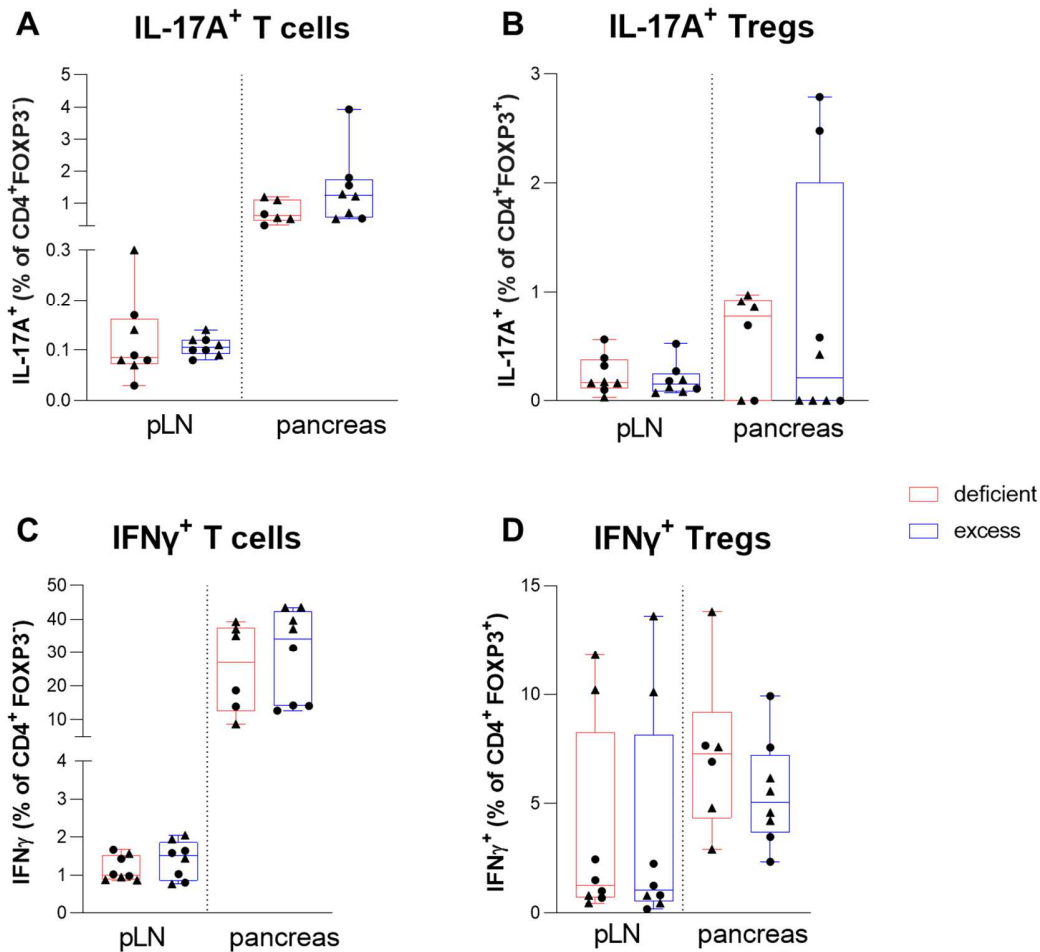 A IL-17A⁺ T cells
IL-17A⁺ (% of CD4⁺FOXP3⁻)
5
4
3
2
1
0.3
0.2
0.1
0.0
pLN pancreas
B IL-17A⁺ Tregs
IL-17A⁺ (% of CD4⁺FOXP3⁺)
3
2
1
0
pLN pancreas
deficient
excess
C IFNγ⁺ T cells
IFNγ (% of CD4⁺ FOXP3⁻)
50
40
30
20
10
4
3
2
1
0
pLN pancreas
D IFNγ⁺ Tregs
IFNγ⁺ (% of CD4⁺ FOXP3⁺)
15
10
5
0
pLN pancreas